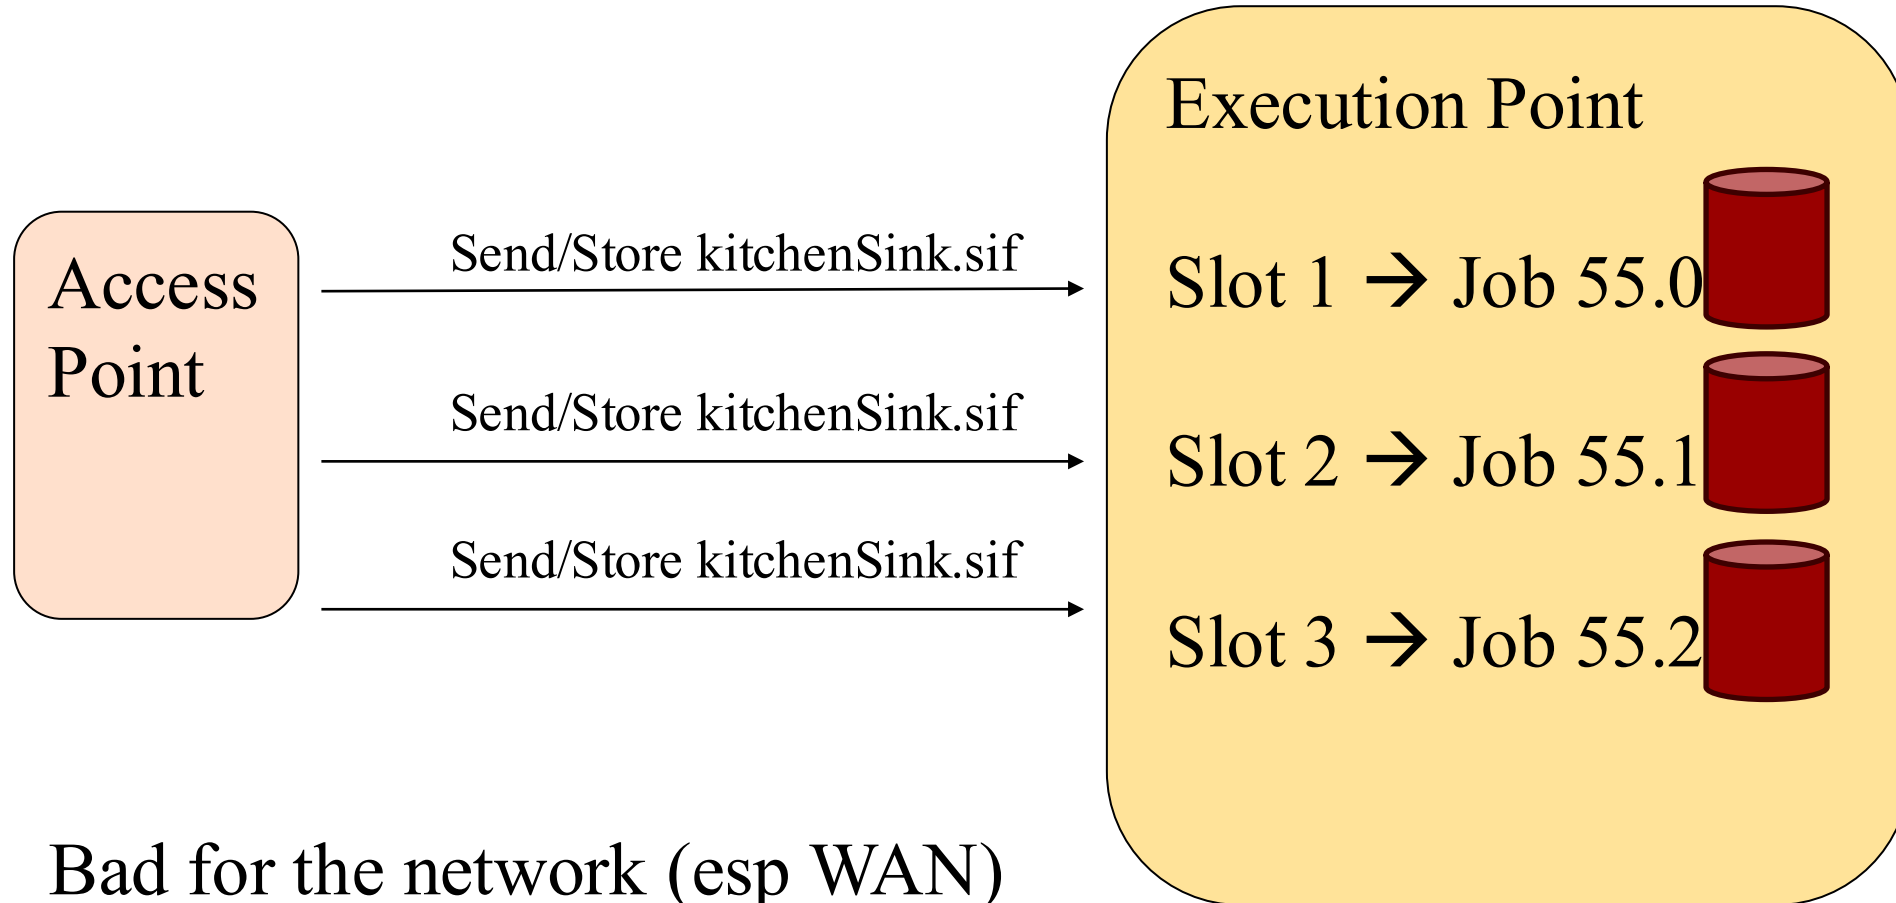 Execution Point
Access
Point
Send/Store kitchenSink.sif
Slot 1 → Job 55.0
Send/Store kitchenSink.sif
Slot 2 → Job 55.1
Send/Store kitchenSink.sif
Slot 3 → Job 55.2
Bad for the network (esp WAN)